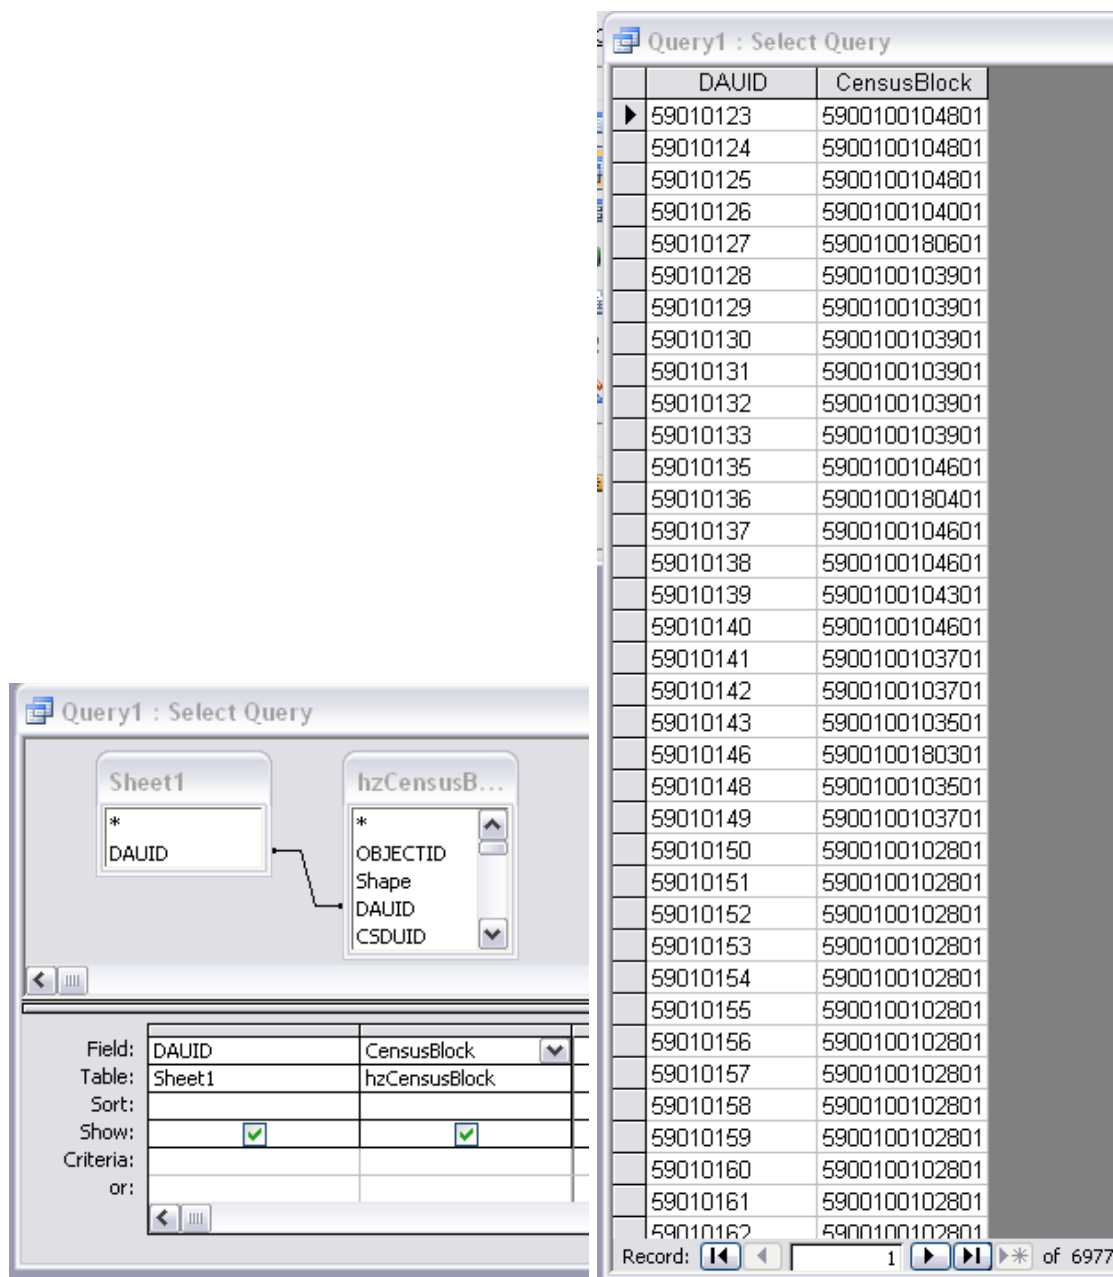 Query1 : Select Query
Sheet1
*
DAUID
hzCensusB...
*
OBJECTID
Shape
DAUID
CSDUID
Field: DAUID CensusBlock
Table: Sheet1 hzCensusBlock
Sort:
Show:
Criteria:
or:
Query1 : Select Query
DAUID CensusBlock
59010123 5900100104801
59010124 5900100104801
59010125 5900100104801
59010126 5900100104001
59010127 5900100180601
59010128 5900100103901
59010129 5900100103901
59010130 5900100103901
59010131 5900100103901
59010132 5900100103901
59010133 5900100103901
59010135 5900100104601
59010136 5900100180401
59010137 5900100104601
59010138 5900100104601
59010139 5900100104301
59010140 5900100104601
59010141 5900100103701
59010142 5900100103701
59010143 5900100103501
59010146 5900100180301
59010148 5900100103501
59010149 5900100103701
59010150 5900100102801
59010151 5900100102801
59010152 5900100102801
59010153 5900100102801
59010154 5900100102801
59010155 5900100102801
59010156 5900100102801
59010157 5900100102801
59010158 5900100102801
59010159 5900100102801
59010160 5900100102801
59010161 5900100102801
59010162 5900100102801
Record: 1 of 6977